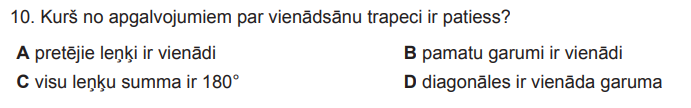 10. Kurš no apgalvojumiem par vienādsānu trapeci ir patiess?
A pretējie leņķi ir vienādi B pamatu garumi ir vienādi
C visu leņķu summa ir 180° D diagonāles ir vienāda garuma